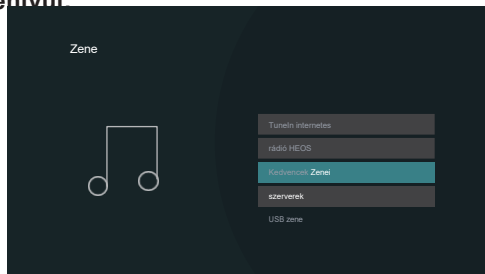 Zene
TuneIn internetes
rádió HEOS
Kedvencek Zenei
szerverek
USB zene